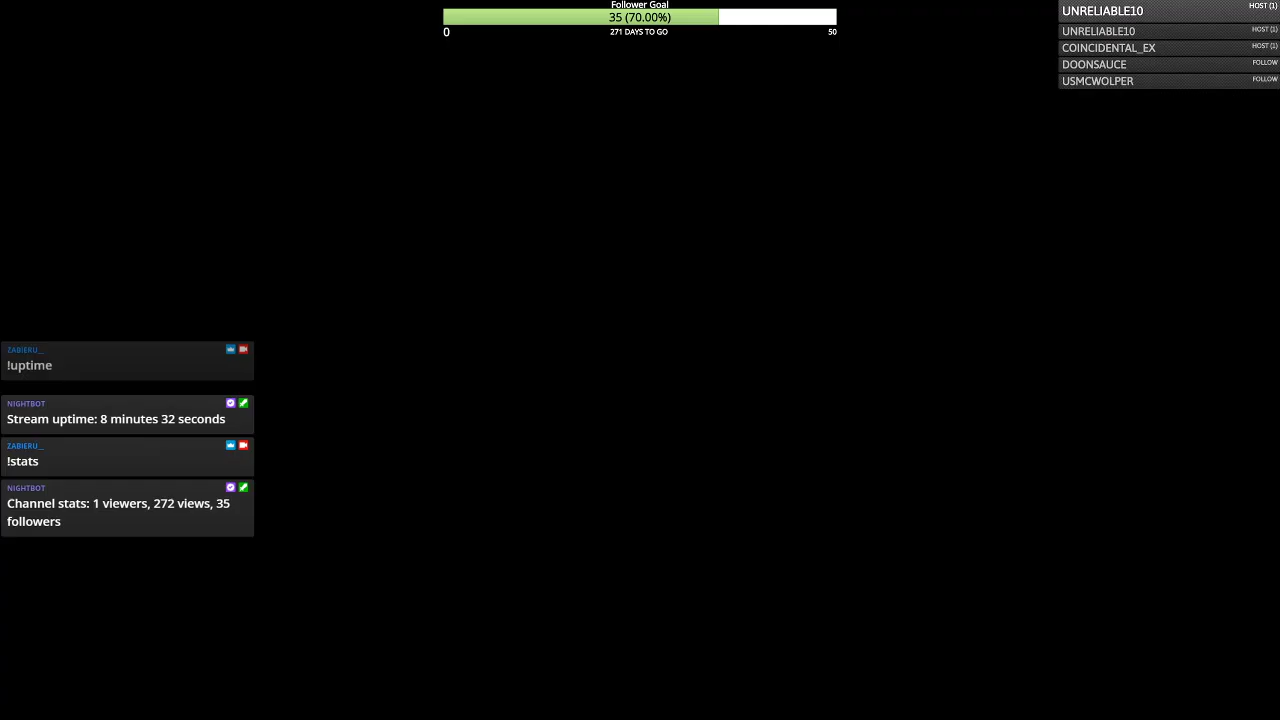 Follower Goal
35 (70.00%)
0
271 DAYS TO GO
50
UNRELIABLE10
HOST (1)
UNRELIABLE10
HOST (1)
COINCIDENTAL_EX
HOST (1)
DOONSAUCE
FOLLOW
USMCWOLPER
FOLLOW
ZABIERU__
!uptime
NIGHTBOT
Stream uptime: 8 minutes 32 seconds
ZABIERU__
!stats
NIGHTBOT
Channel stats: 1 viewers, 272 views, 35
followers